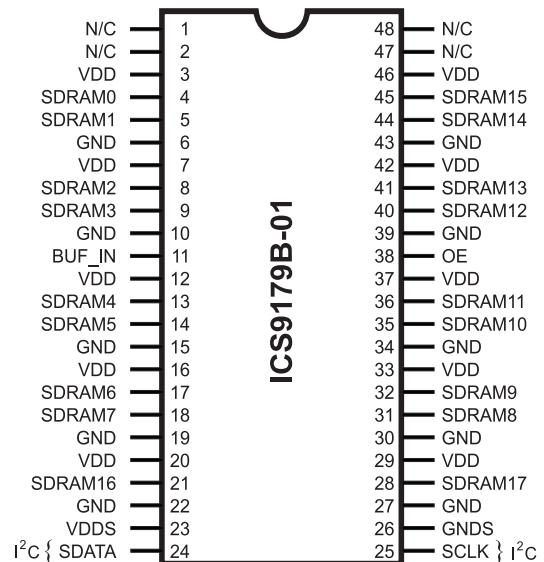 N/C 1 48 N/C
N/C 2 47 N/C
VDD 3 46 VDD
SDRAM0 4 45 SDRAM15
SDRAM1 5 44 SDRAM14
GND 6 43 GND
VDD 7 42 VDD
SDRAM2 8 41 SDRAM13
SDRAM3 9 40 SDRAM12
GND 10 39 GND
BUF_IN 11 38 OE
VDD 12 37 VDD
SDRAM4 13 36 SDRAM11
SDRAM5 14 35 SDRAM10
GND 15 34 GND
VDD 16 33 VDD
SDRAM6 17 32 SDRAM9
SDRAM7 18 31 SDRAM8
GND 19 30 GND
VDD 20 29 VDD
SDRAM16 21 28 SDRAM17
GND 22 27 GND
VDDS 23 26 GNDS
I²C { SDATA 24 25 SCLK } I²C
ICS9179B-01